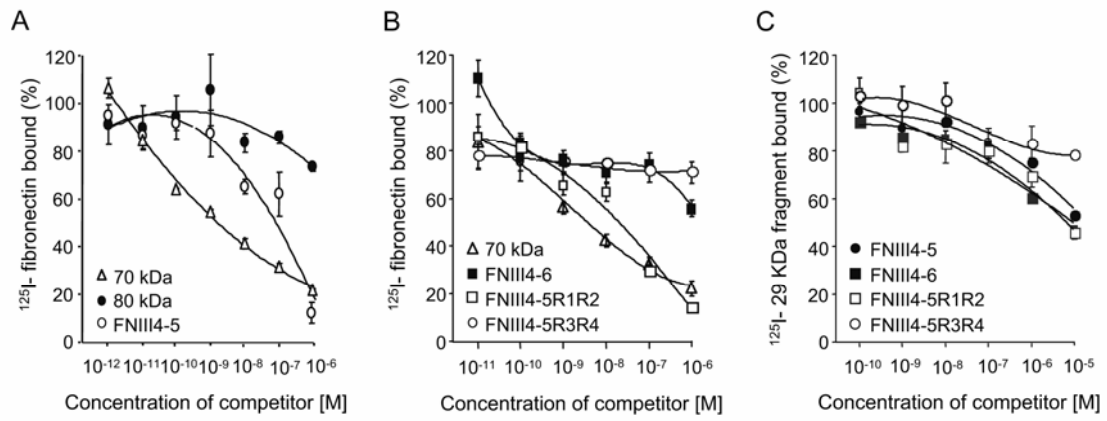 A
¹²⁵I- fibronectin bound (%)
120
100
80
60
40
20
0
10⁻¹² 10⁻¹¹ 10⁻¹⁰ 10⁻⁹ 10⁻⁸ 10⁻⁷ 10⁻⁶
Concentration of competitor [M]
70 kDa
80 kDa
FNIII4-5
B
¹²⁵I- fibronectin bound (%)
120
100
80
60
40
20
0
10⁻¹¹ 10⁻¹⁰ 10⁻⁹ 10⁻⁸ 10⁻⁷ 10⁻⁶
Concentration of competitor [M]
70 kDa
FNIII4-6
FNIII4-5R1R2
FNIII4-5R3R4
C
¹²⁵I- 29 KDa fragment bound (%)
120
100
80
60
40
20
0
10⁻¹⁰ 10⁻⁹ 10⁻⁸ 10⁻⁷ 10⁻⁶ 10⁻⁵
Concentration of competitor [M]
FNIII4-5
FNIII4-6
FNIII4-5R1R2
FNIII4-5R3R4